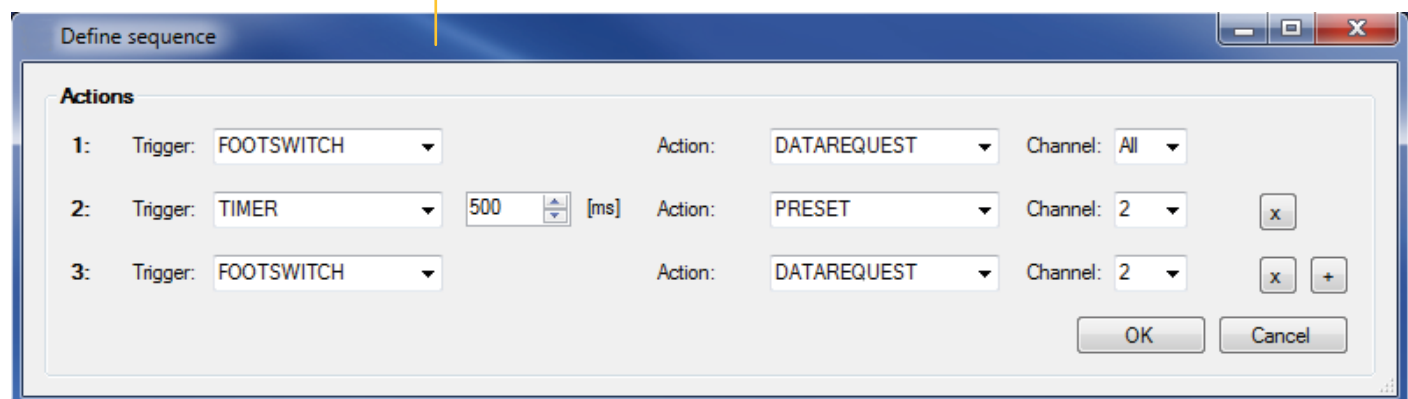 Define sequence
Actions
1: Trigger: FOOTSWITCH Action: DATAREQUEST Channel: All
2: Trigger: TIMER 500 [ms] Action: PRESET Channel: 2 x
3: Trigger: FOOTSWITCH Action: DATAREQUEST Channel: 2 x +
OK Cancel